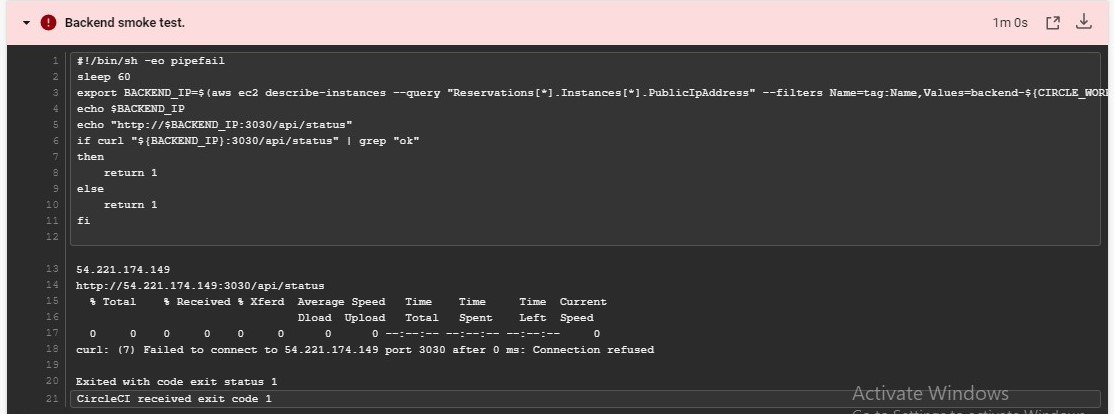 Backend smoke test.
1m 0s
1 #!/bin/sh -eo pipefail
2 sleep 60
3 export BACKEND_IP=$(aws ec2 describe-instances --query "Reservations[*].Instances[*].PublicIpAddress" --filters Name=tag:Name,Values=backend-${CIRCLE_WOR
4 echo $BACKEND_IP
5 echo "http://$BACKEND_IP:3030/api/status"
6 if curl "${BACKEND_IP}:3030/api/status" | grep "ok"
7 then
8 return 1
9 else
10 return 1
11 fi
12
13 54.221.174.149
14 http://54.221.174.149:3030/api/status
15 % Total % Received % Xferd Average Speed Time Time Time Current
16 Dload Upload Total Spent Left Speed
17 0 0 0 0 0 0 0 0 --:--:-- --:--:-- --:--:-- 0
18 curl: (7) Failed to connect to 54.221.174.149 port 3030 after 0 ms: Connection refused
19
20 Exited with code exit status 1
21 CircleCI received exit code 1
Activate Windows